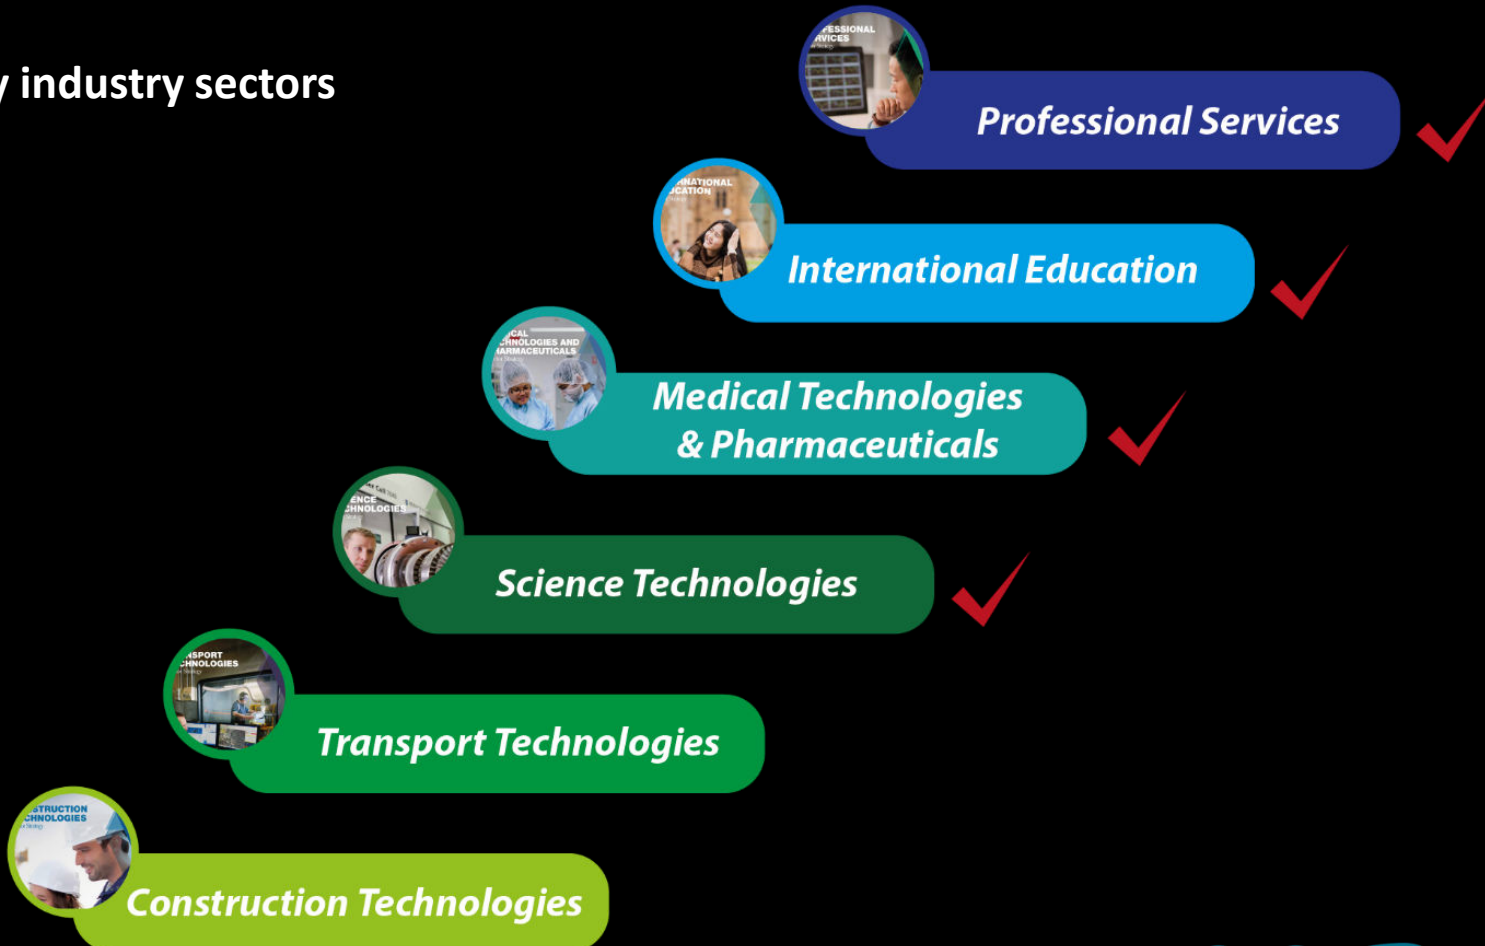 y industry sectors
Professional Services
International Education
Medical Technologies
& Pharmaceuticals
Science Technologies
Transport Technologies
Construction Technologies